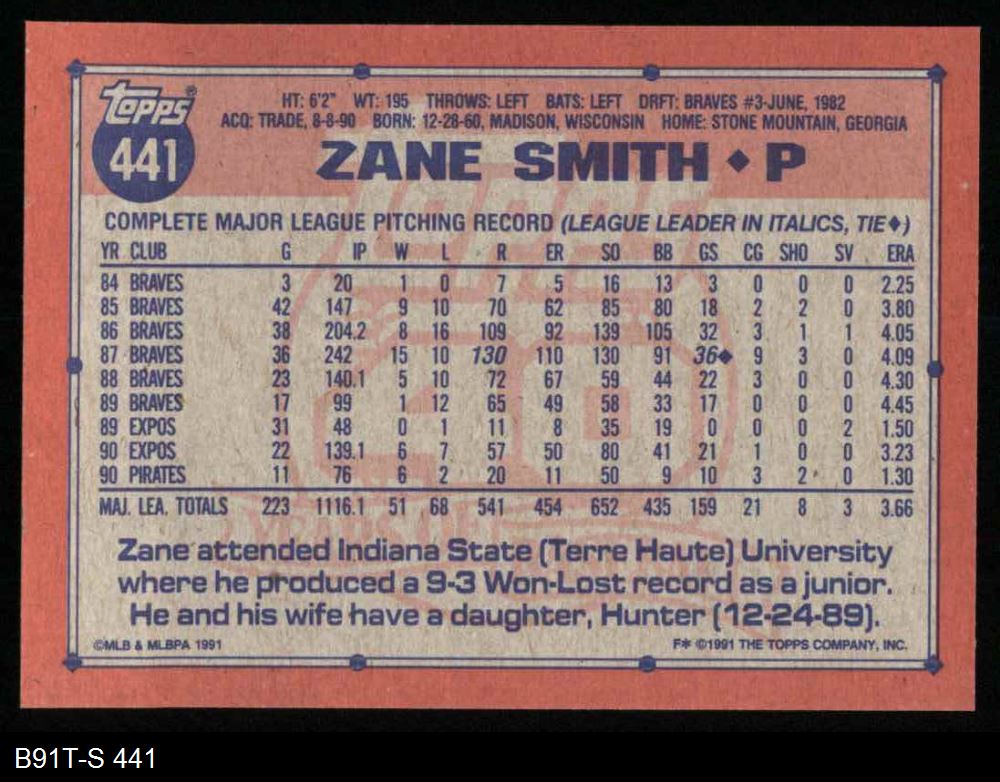 Topps®
441
HT: 6'2" WT: 195 THROWS: LEFT BATS: LEFT DRFT: BRAVES #3-JUNE, 1982
ACQ: TRADE, 8-8-90 BORN: 12-28-60, MADISON, WISCONSIN HOME: STONE MOUNTAIN, GEORGIA
ZANE SMITH ♦ P
COMPLETE MAJOR LEAGUE PITCHING RECORD (LEAGUE LEADER IN ITALICS, TIE♦)
YR CLUB G IP W L R ER SO BB GS CG SHO SV ERA
84 BRAVES 3 20 1 0 7 5 16 13 3 0 0 0 2.25
85 BRAVES 42 147 9 10 70 62 85 80 18 2 2 0 3.80
86 BRAVES 38 204.2 8 16 109 92 139 105 32 3 1 1 4.05
87 BRAVES 36 242 15 10 130 110 130 91 36♦ 9 3 0 4.09
88 BRAVES 23 140.1 5 10 72 67 59 44 22 3 0 0 4.30
89 BRAVES 17 99 1 12 65 49 58 33 17 0 0 0 4.45
89 EXPOS 31 48 0 1 11 8 35 19 0 0 0 2 1.50
90 EXPOS 22 139.1 6 7 57 50 80 41 21 1 0 0 3.23
90 PIRATES 11 76 6 2 20 11 50 9 10 3 2 0 1.30
MAJ. LEA. TOTALS 223 1116.1 51 68 541 454 652 435 159 21 8 3 3.66
Zane attended Indiana State (Terre Haute) University
where he produced a 9-3 Won-Lost record as a junior.
He and his wife have a daughter, Hunter (12-24-89).
©MLB & MLBPA 1991 F* ©1991 THE TOPPS COMPANY, INC.
B91T-S 441